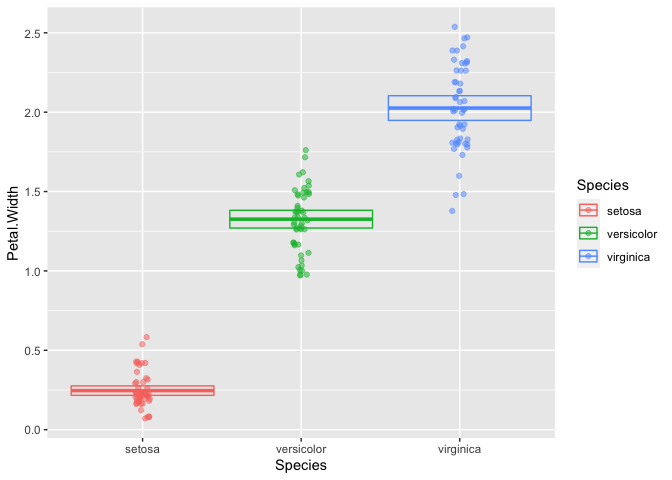 2.5
2.0
1.5
1.0
0.5
0.0
Petal.Width
setosa versicolor virginica
Species
Species
setosa
versicolor
virginica